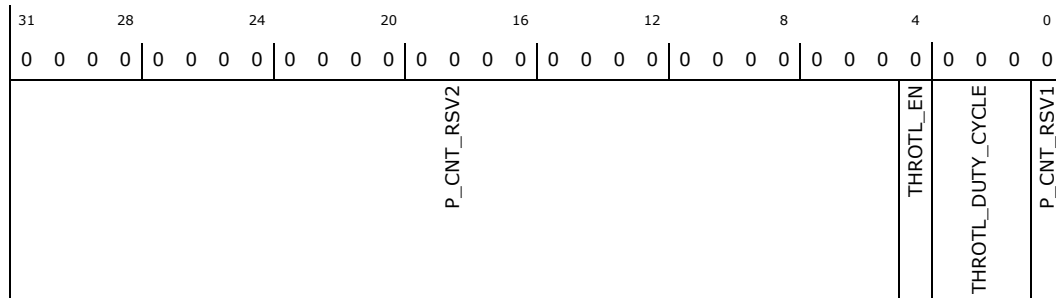 31 28 24 20 16 12 8 4 0
0 0 0 0 0 0 0 0 0 0 0 0 0 0 0 0 0 0 0 0 0 0 0 0 0 0 0 0 0 0 0 0
P_CNT_RSV2
THROTL_EN
THROTL_DUTY_CYCLE
P_CNT_RSV1